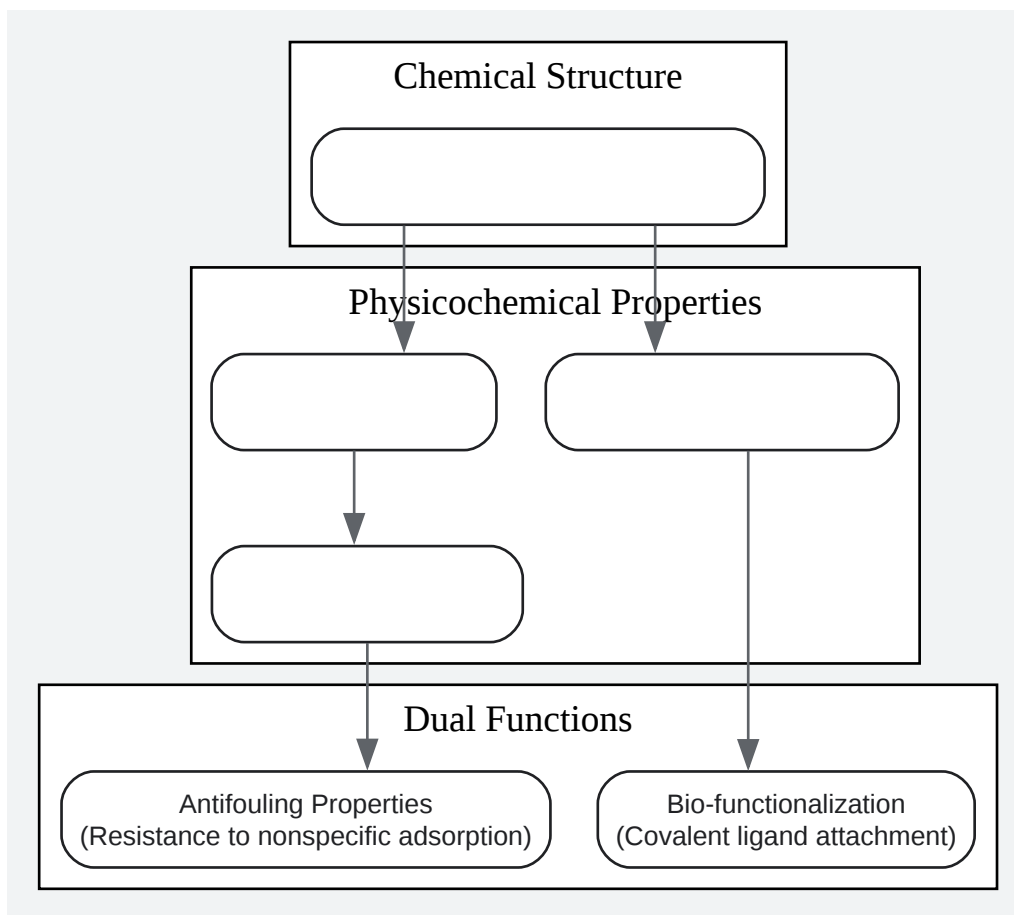 Chemical Structure
Physicochemical Properties
Dual Functions
Antifouling Properties
(Resistance to nonspecific adsorption)
Bio-functionalization
(Covalent ligand attachment)